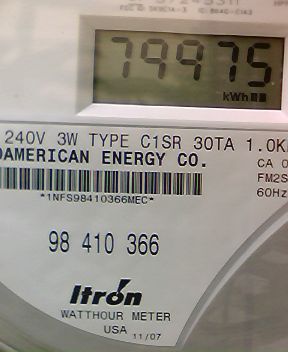 79975
kWh
240V 3W TYPE C1SR 30TA 1.0K
OAMERICAN ENERGY CO.
CA 0
FM2S
60Hz
*1NFS98410366MEC*
98 410 366
Itron
WATTHOUR METER
USA 11/07